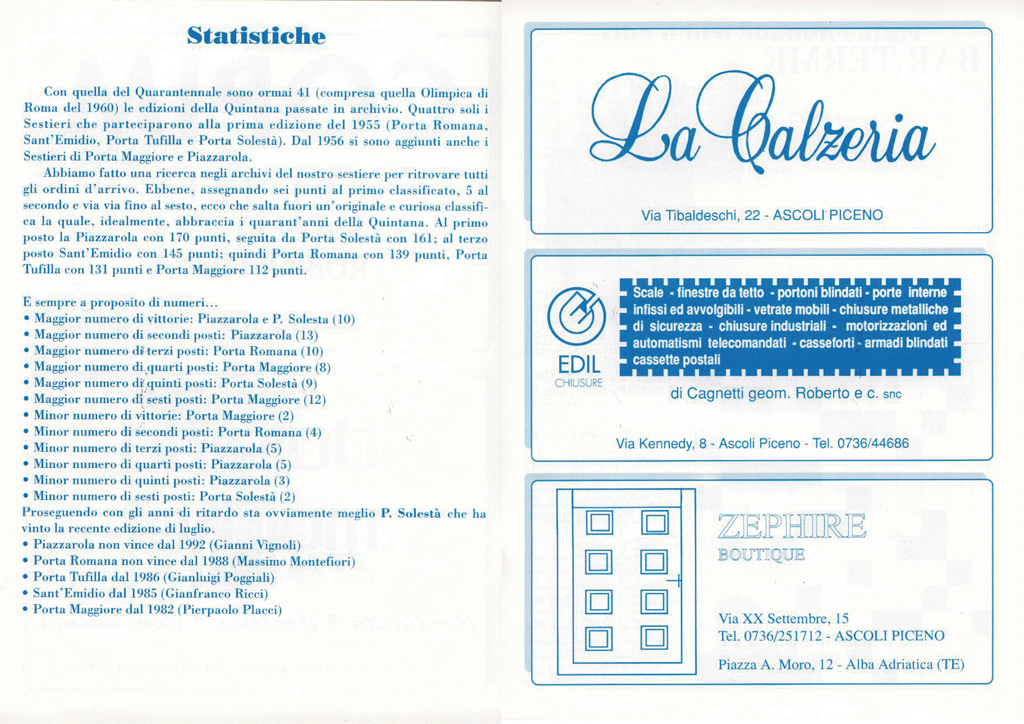 Statistiche
Con quella del Quarantennale sono ormai 41 (compresa quella Olimpica di
Roma del 1960) le edizioni della Quintana passate in archivio. Quattro soli i
Sestieri che parteciparono alla prima edizione del 1955 (Porta Romana,
Sant'Emidio, Porta Tufilla e Porta Solestà). Dal 1956 si sono aggiunti anche i
Sestieri di Porta Maggiore e Piazzarola.
Abbiamo fatto una ricerca negli archivi del nostro sestiere per ritrovare tutti
gli ordini d'arrivo. Ebbene, assegnando sei punti al primo classificato, 5 al
secondo e via via fino al sesto, ecco che salta fuori un'originale e curiosa classifi-
ca la quale, idealmente, abbraccia i quarant'anni della Quintana. Al primo
posto la Piazzarola con 170 punti, seguita da Porta Solestà con 161; al terzo
posto Sant'Emidio con 145 punti; quindi Porta Romana con 139 punti, Porta
Tufilla con 131 punti e Porta Maggiore 112 punti.
E sempre a proposito di numeri...
• Maggior numero di vittorie: Piazzarola e P. Solesta (10)
• Maggior numero di secondi posti: Piazzarola (13)
• Maggior numero di terzi posti: Porta Romana (10)
• Maggior numero di quarti posti: Porta Maggiore (8)
• Maggior numero di quinti posti: Porta Solestà (9)
• Maggior numero di sesti posti: Porta Maggiore (12)
• Minor numero di vittorie: Porta Maggiore (2)
• Minor numero di secondi posti: Porta Romana (4)
• Minor numero di terzi posti: Piazzarola (5)
• Minor numero di quarti posti: Piazzarola (5)
• Minor numero di quinti posti: Piazzarola (3)
• Minor numero di sesti posti: Porta Solestà (2)
Proseguendo con gli anni di ritardo sta ovviamente meglio P. Solestà che ha
vinto la recente edizione di luglio.
• Piazzarola non vince dal 1992 (Gianni Vignoli)
• Porta Romana non vince dal 1988 (Massimo Montefiori)
• Porta Tufilla dal 1986 (Gianluigi Poggiali)
• Sant'Emidio dal 1985 (Gianfranco Ricci)
• Porta Maggiore dal 1982 (Pierpaolo Placci)
La Calzeria
Via Tibaldeschi, 22 - ASCOLI PICENO
EDIL
CHIUSURE
Scale - finestre da tetto - portoni blindati - porte interne
infissi ed avvolgibili - vetrate mobili - chiusure metalliche
di sicurezza - chiusure industriali - motorizzazioni ed
automatismi telecomandati - casseforti - armadi blindati
cassette postali
di Cagnetti geom. Roberto e c. snc
Via Kennedy, 8 - Ascoli Piceno - Tel. 0736/44686
ZEPHIRE
BOUTIQUE
Via XX Settembre, 15
Tel. 0736/251712 - ASCOLI PICENO
Piazza A. Moro, 12 - Alba Adriatica (TE)